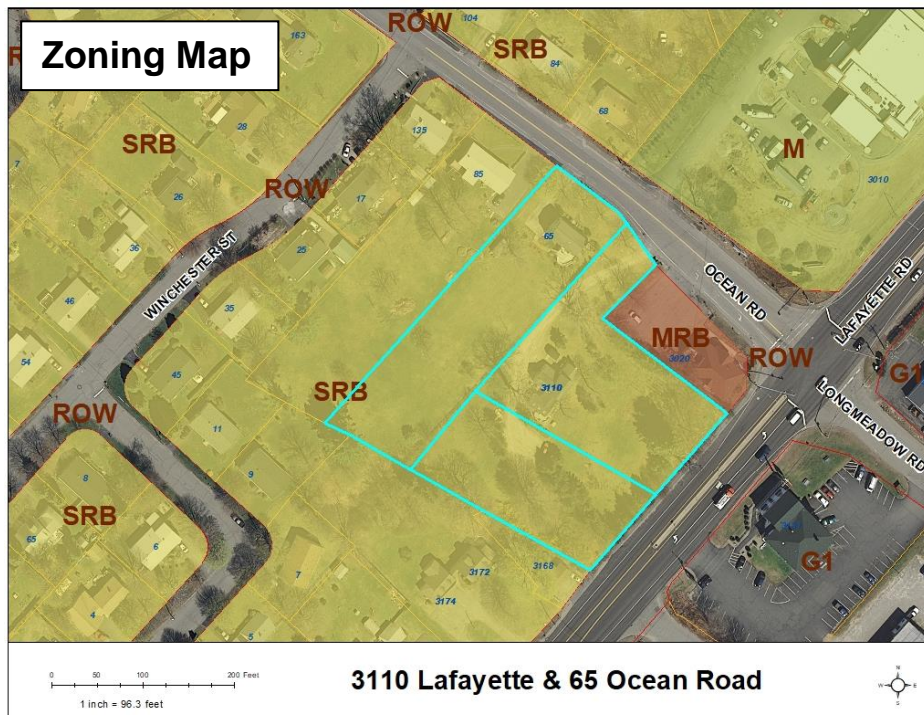 Zoning Map
ROW
SRB
104
163
84
68
M
3010
28
SRB
26
ROW
17
135
85
65
7
36
25
WINCHESTER ST
46
35
54
45
SRB
11
9
ROW
8
SRB
65
6
4
7
5
OCEAN RD
LAFAYETTE RD
MRB
3020
ROW
G1
LONGMEADOW RD
3110
G1
3172
3168
3174
0 50 100 200 Feet
1 inch = 96.3 feet
3110 Lafayette & 65 Ocean Road
N
W
E
S